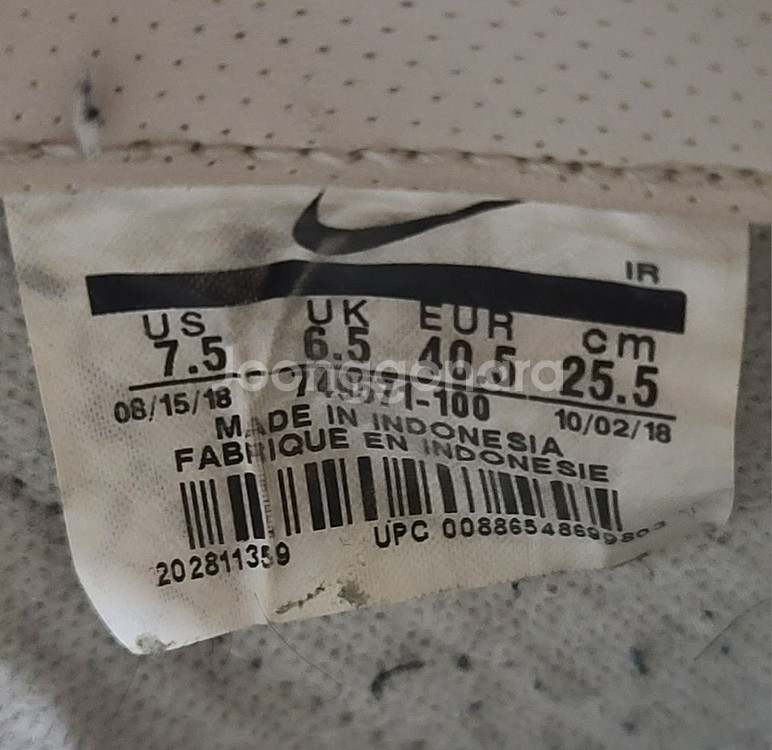 IR
US UK EUR cm
7.5 6.5 40.5 25.5
08/15/18 10/02/18
MADE IN INDONESIA
FABRIQUE EN INDONESIE
UPC
202811359
Joonggonara